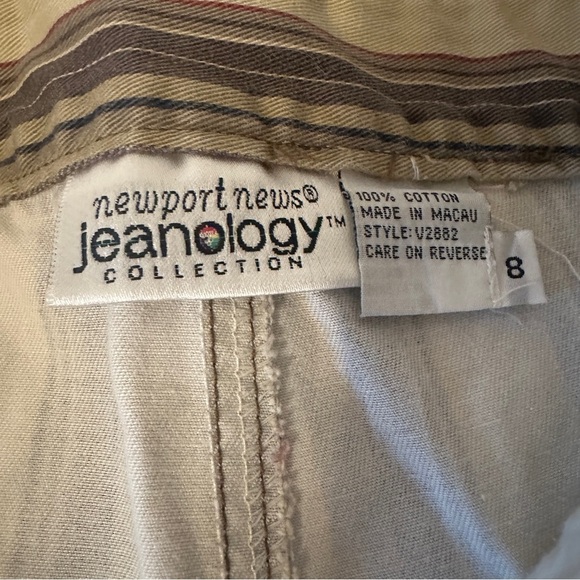 newport news®
jeanology™
COLLECTION
100% COTTON
MADE IN MACAU
STYLE: V2882
CARE ON REVERSE
8